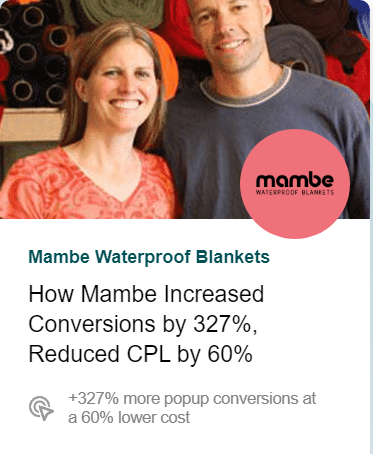 mambe
WATERPROOF BLANKETS
Mambe Waterproof Blankets
How Mambe Increased
Conversions by 327%,
Reduced CPL by 60%
+327% more popup conversions at
a 60% lower cost